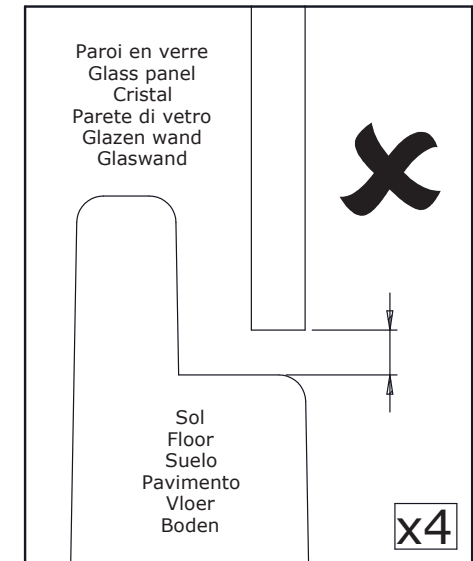 Paroi en verre
Glass panel
Cristal
Parete di vetro
Glazen wand
Glaswand
Sol
Floor
Suelo
Pavimento
Vloer
Boden
x4